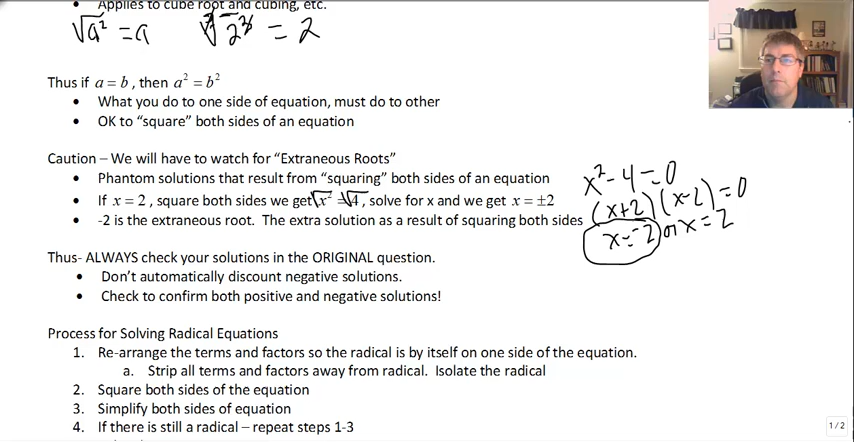 • Applies to cube root and cubing, etc.
√a² = a ∛2³ = 2
Thus if a = b , then a² = b²
• What you do to one side of equation, must do to other
• OK to “square” both sides of an equation
Caution – We will have to watch for “Extraneous Roots”
• Phantom solutions that result from “squaring” both sides of an equation
• If x = 2 , square both sides we get √x² = √4 , solve for x and we get x = ±2
• -2 is the extraneous root. The extra solution as a result of squaring both sides
x² - 4 = 0
(x+2)(x-2) = 0
x = -2 or x = 2
Thus- ALWAYS check your solutions in the ORIGINAL question.
• Don’t automatically discount negative solutions.
• Check to confirm both positive and negative solutions!
Process for Solving Radical Equations
1. Re-arrange the terms and factors so the radical is by itself on one side of the equation.
a. Strip all terms and factors away from radical. Isolate the radical
2. Square both sides of the equation
3. Simplify both sides of equation
4. If there is still a radical – repeat steps 1-3
1 / 2